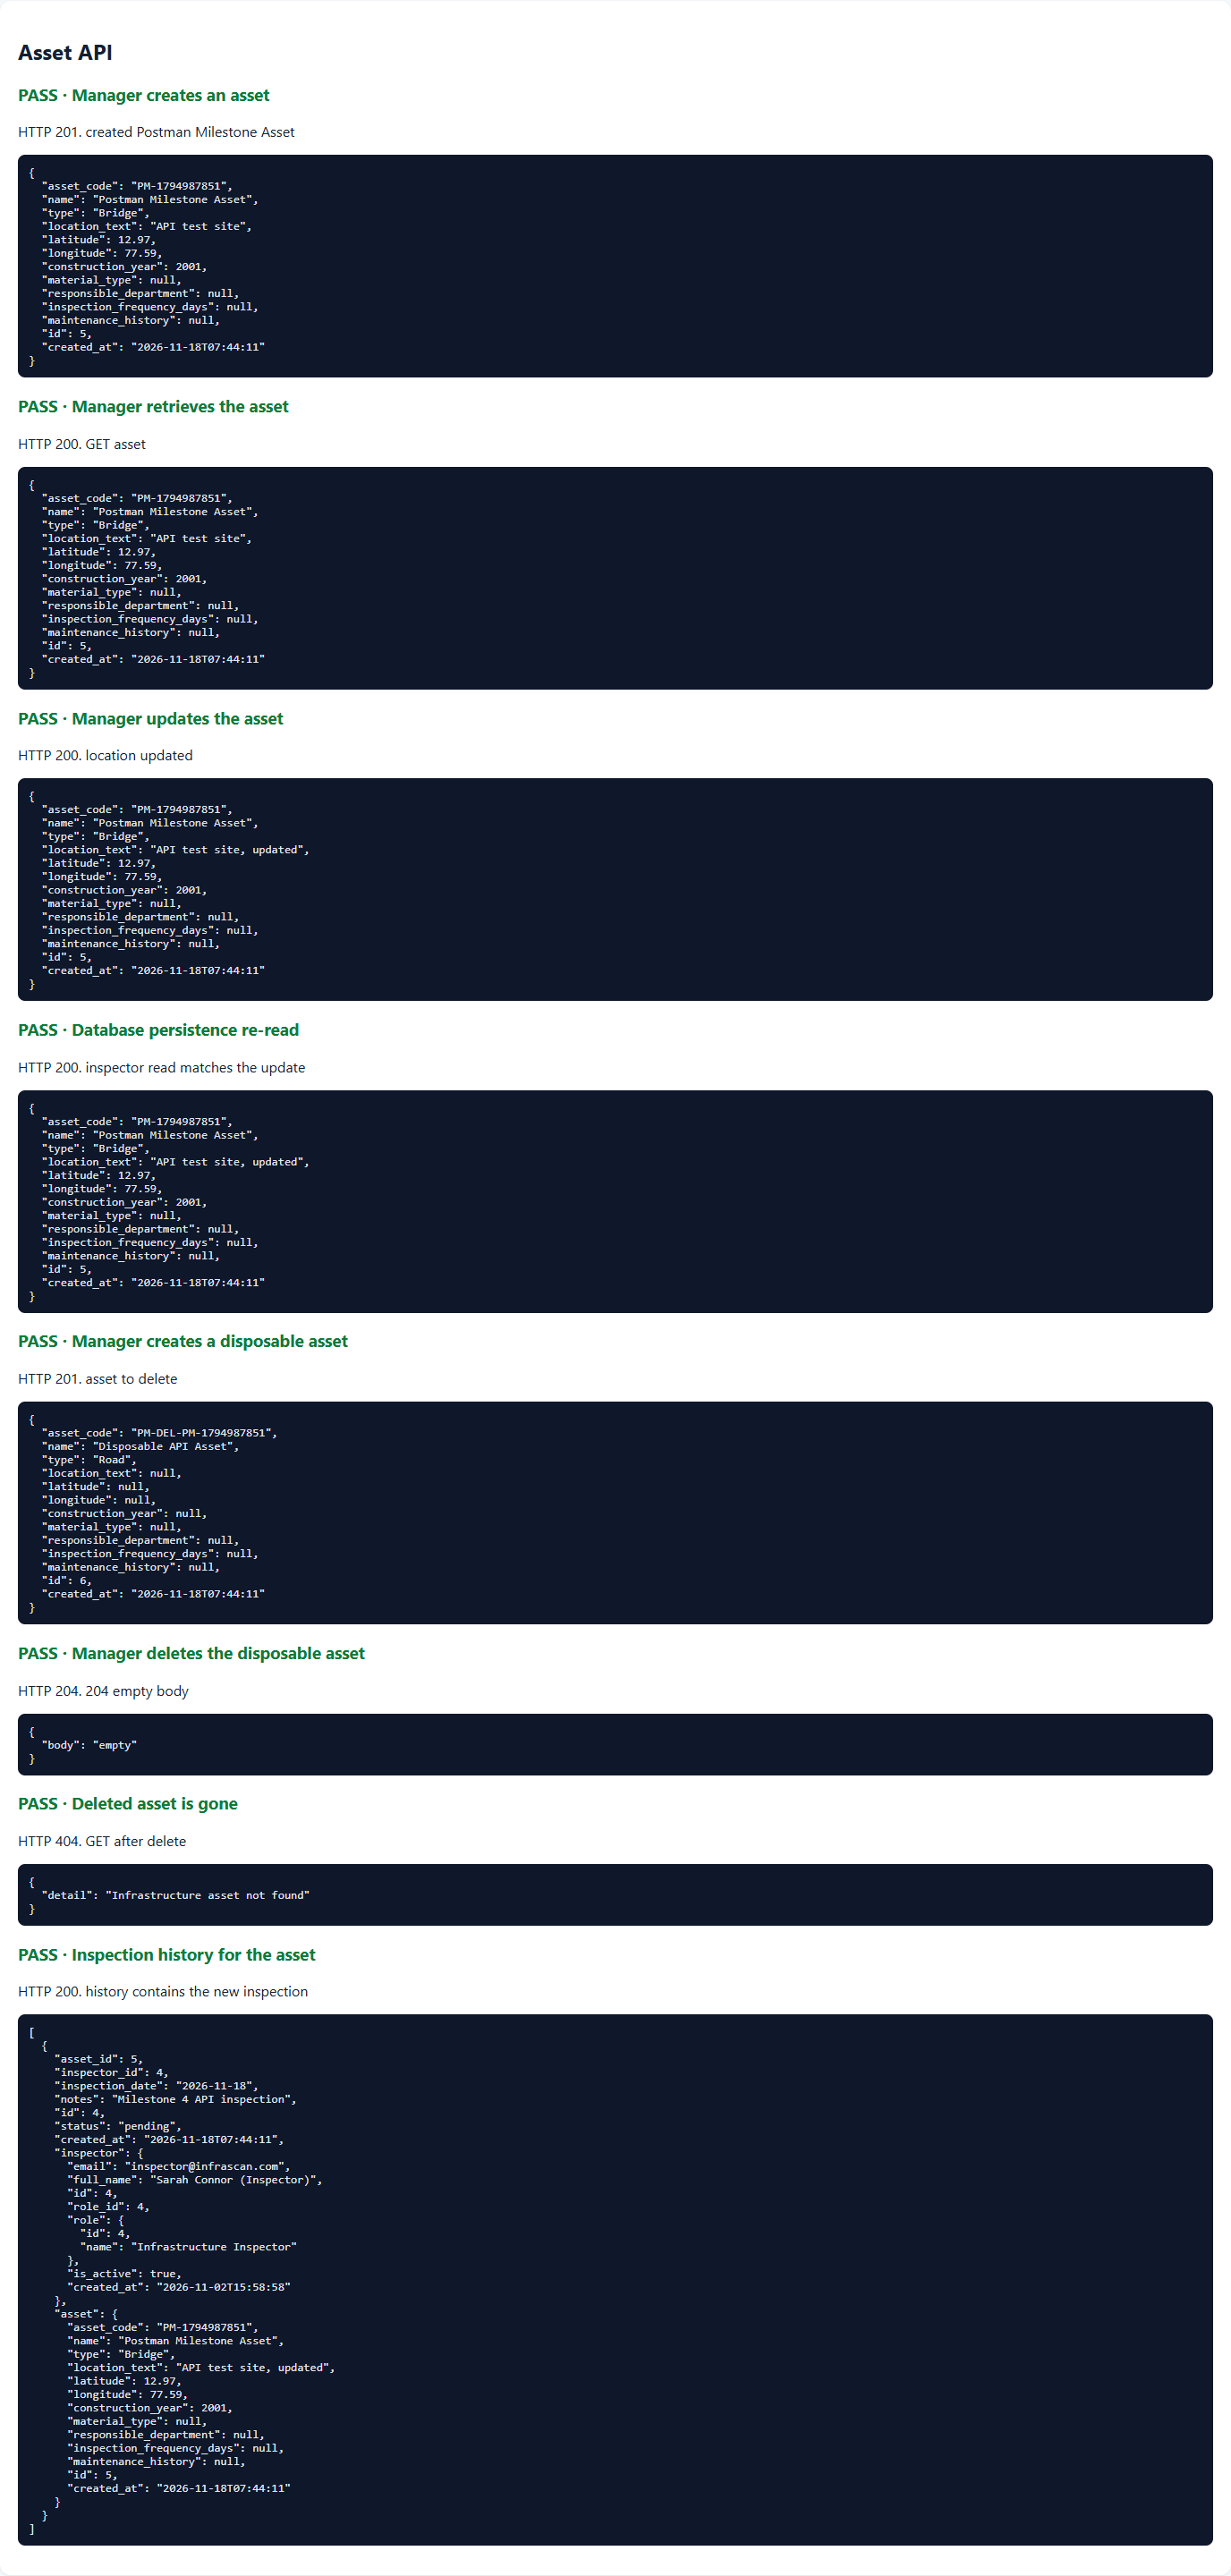 Asset API
PASS · Manager creates an asset
HTTP 201. created Postman Milestone Asset
{
  "asset_code": "PM-1794987851",
  "name": "Postman Milestone Asset",
  "type": "Bridge",
  "location_text": "API test site",
  "latitude": 12.97,
  "longitude": 77.59,
  "construction_year": 2001,
  "material_type": null,
  "responsible_department": null,
  "inspection_frequency_days": null,
  "maintenance_history": null,
  "id": 5,
  "created_at": "2026-11-18T07:44:11"
}
PASS · Manager retrieves the asset
HTTP 200. GET asset
{
  "asset_code": "PM-1794987851",
  "name": "Postman Milestone Asset",
  "type": "Bridge",
  "location_text": "API test site",
  "latitude": 12.97,
  "longitude": 77.59,
  "construction_year": 2001,
  "material_type": null,
  "responsible_department": null,
  "inspection_frequency_days": null,
  "maintenance_history": null,
  "id": 5,
  "created_at": "2026-11-18T07:44:11"
}
PASS · Manager updates the asset
HTTP 200. location updated
{
  "asset_code": "PM-1794987851",
  "name": "Postman Milestone Asset",
  "type": "Bridge",
  "location_text": "API test site, updated",
  "latitude": 12.97,
  "longitude": 77.59,
  "construction_year": 2001,
  "material_type": null,
  "responsible_department": null,
  "inspection_frequency_days": null,
  "maintenance_history": null,
  "id": 5,
  "created_at": "2026-11-18T07:44:11"
}
PASS · Database persistence re-read
HTTP 200. inspector read matches the update
{
  "asset_code": "PM-1794987851",
  "name": "Postman Milestone Asset",
  "type": "Bridge",
  "location_text": "API test site, updated",
  "latitude": 12.97,
  "longitude": 77.59,
  "construction_year": 2001,
  "material_type": null,
  "responsible_department": null,
  "inspection_frequency_days": null,
  "maintenance_history": null,
  "id": 5,
  "created_at": "2026-11-18T07:44:11"
}
PASS · Manager creates a disposable asset
HTTP 201. asset to delete
{
  "asset_code": "PM-DEL-PM-1794987851",
  "name": "Disposable API Asset",
  "type": "Road",
  "location_text": null,
  "latitude": null,
  "longitude": null,
  "construction_year": null,
  "material_type": null,
  "responsible_department": null,
  "inspection_frequency_days": null,
  "maintenance_history": null,
  "id": 6,
  "created_at": "2026-11-18T07:44:11"
}
PASS · Manager deletes the disposable asset
HTTP 204. 204 empty body
{
  "body": "empty"
}
PASS · Deleted asset is gone
HTTP 404. GET after delete
{
  "detail": "Infrastructure asset not found"
}
PASS · Inspection history for the asset
HTTP 200. history contains the new inspection
[
  {
    "asset_id": 5,
    "inspector_id": 4,
    "inspection_date": "2026-11-18",
    "notes": "Milestone 4 API inspection",
    "id": 4,
    "status": "pending",
    "created_at": "2026-11-18T07:44:11",
    "inspector": {
      "email": "inspector@infrascan.com",
      "full_name": "Sarah Connor (Inspector)",
      "id": 4,
      "role_id": 4,
      "role": {
        "id": 4,
        "name": "Infrastructure Inspector"
      },
      "is_active": true,
      "created_at": "2026-11-02T15:58:58"
    },
    "asset": {
      "asset_code": "PM-1794987851",
      "name": "Postman Milestone Asset",
      "type": "Bridge",
      "location_text": "API test site, updated",
      "latitude": 12.97,
      "longitude": 77.59,
      "construction_year": 2001,
      "material_type": null,
      "responsible_department": null,
      "inspection_frequency_days": null,
      "maintenance_history": null,
      "id": 5,
      "created_at": "2026-11-18T07:44:11"
    }
  }
]